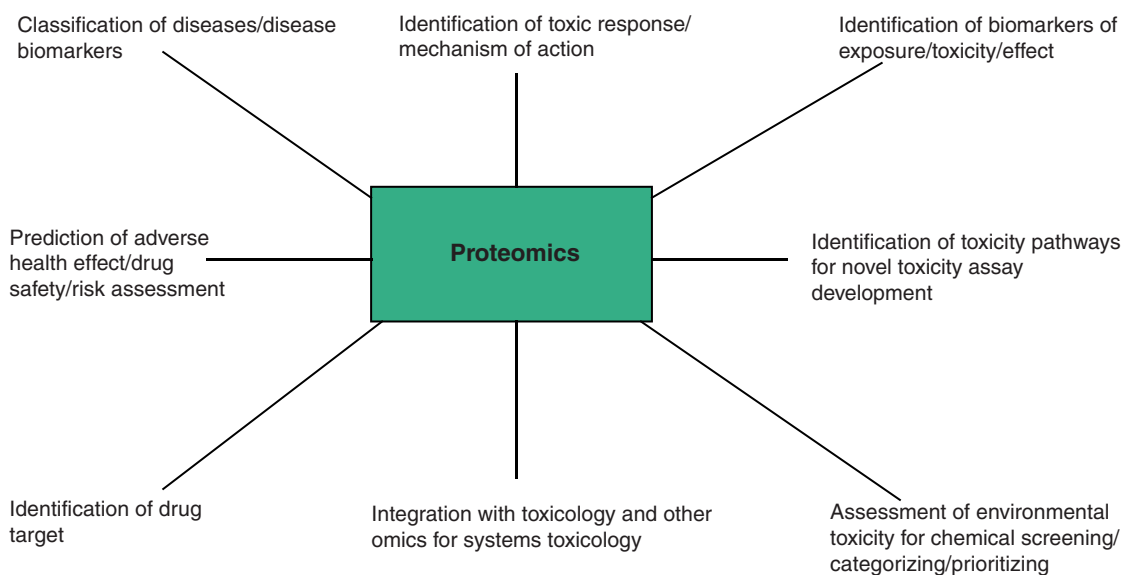 Classification of diseases/disease
biomarkers
Identification of toxic response/
mechanism of action
Identification of biomarkers of
exposure/toxicity/effect
Prediction of adverse
health effect/drug
safety/risk assessment
Proteomics
Identification of toxicity pathways
for novel toxicity assay
development
Identification of drug
target
Integration with toxicology and other
omics for systems toxicology
Assessment of environmental
toxicity for chemical screening/
categorizing/prioritizing